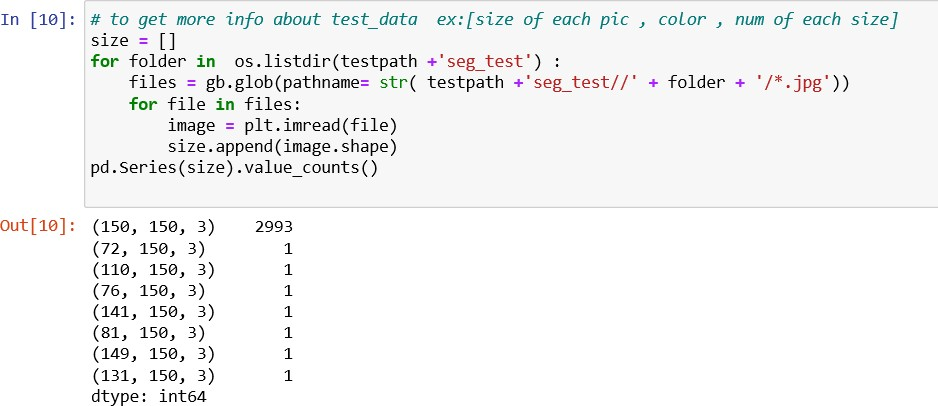 In [10]: # to get more info about test_data  ex:[size of each pic , color , num of each size]
size = []
for folder in  os.listdir(testpath +'seg_test') :
    files = gb.glob(pathname= str( testpath +'seg_test//' + folder + '/*.jpg'))
    for file in files:
        image = plt.imread(file)
        size.append(image.shape)
pd.Series(size).value_counts()
Out[10]: (150, 150, 3)    2993
(72, 150, 3)        1
(110, 150, 3)       1
(76, 150, 3)        1
(141, 150, 3)       1
(81, 150, 3)        1
(149, 150, 3)       1
(131, 150, 3)       1
dtype: int64